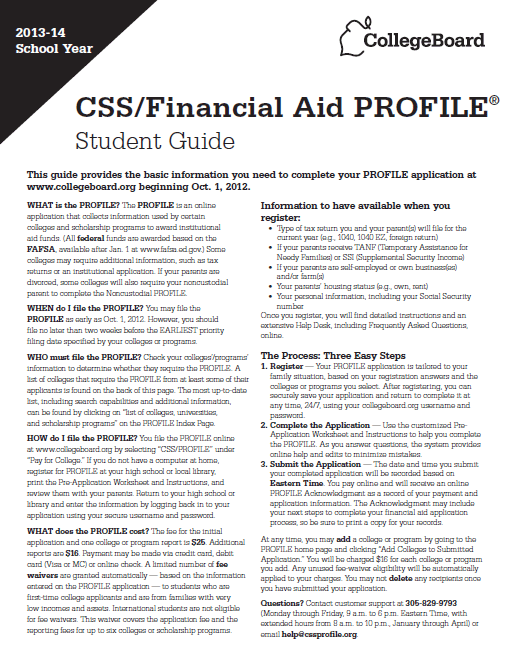 2013-14
School Year
CollegeBoard
CSS/Financial Aid PROFILE®
Student Guide
This guide provides the basic information you need to complete your PROFILE application at
www.collegeboard.org beginning Oct. 1, 2012.
WHAT is the PROFILE? The PROFILE is an online
application that collects information used by certain
colleges and scholarship programs to award institutional
aid funds. (All federal funds are awarded based on the
FAFSA, available after Jan. 1 at www.fafsa.ed.gov.) Some
colleges may require additional information, such as tax
returns or an institutional application. If your parents are
divorced, some colleges will also require your noncustodial
parent to complete the Noncustodial PROFILE.
WHEN do I file the PROFILE? You may file the
PROFILE as early as Oct. 1, 2012. However, you should
file no later than two weeks before the EARLIEST priority
filing date specified by your colleges or programs.
WHO must file the PROFILE? Check your colleges'/programs'
information to determine whether they require the PROFILE. A
list of colleges that require the PROFILE from at least some of their
applicants is found on the back of this page. The most up-to-date
list, including search capabilities and additional information,
can be found by clicking on "list of colleges, universities,
and scholarship programs" on the PROFILE Index Page.
HOW do I file the PROFILE? You file the PROFILE online
at www.collegeboard.org by selecting "CSS/PROFILE" under
"Pay for College." If you do not have a computer at home,
register for PROFILE at your high school or local library,
print the Pre-Application Worksheet and Instructions, and
review them with your parents. Return to your high school or
library and enter the information by logging back in to your
application using your secure username and password.
WHAT does the PROFILE cost? The fee for the initial
application and one college or program report is $25. Additional
reports are $16. Payment may be made via credit card, debit
card (Visa or MC) or online check. A limited number of fee
waivers are granted automatically — based on the information
entered on the PROFILE application — to students who are
first-time college applicants and are from families with very
low incomes and assets. International students are not eligible
for fee waivers. This waiver covers the application fee and the
reporting fees for up to six colleges or scholarship programs.
Information to have available when you
register:
• Type of tax return you and your parent(s) will file for the
current year (e.g., 1040, 1040 EZ, foreign return)
• If your parents receive TANF (Temporary Assistance for
Needy Families) or SSI (Supplemental Security Income)
• If your parents are self-employed or own business(es)
and/or farm(s)
• Your parents' housing status (e.g., own, rent)
• Your personal information, including your Social Security
number
Once you register, you will find detailed instructions and an
extensive Help Desk, including Frequently Asked Questions,
online.
The Process: Three Easy Steps
1. Register — Your PROFILE application is tailored to your
family situation, based on your registration answers and the
colleges or programs you select. After registering, you can
securely save your application and return to complete it at
any time, 24/7, using your collegeboard.org username and
password.
2. Complete the Application — Use the customized Pre-
Application Worksheet and Instructions to help you complete
the PROFILE. As you answer questions, the system provides
online help and edits to minimize mistakes.
3. Submit the Application — The date and time you submit
your completed application will be recorded based on
Eastern Time. You pay online and will receive an online
PROFILE Acknowledgment as a record of your payment and
application information. The Acknowledgment may include
your next steps to complete your financial aid application
process, so be sure to print a copy for your records.
At any time, you may add a college or program by going to the
PROFILE home page and clicking "Add Colleges to Submitted
Application." You will be charged $16 for each college or program
you add. Any unused fee-waiver eligibility will be automatically
applied to your charges. You may not delete any recipients once
you have submitted your application.
Questions? Contact customer support at 305-829-9793
(Monday through Friday, 9 a.m. to 6 p.m. Eastern Time, with
extended hours from 8 a.m. to 10 p.m., January through April) or
email help@cssprofile.org.